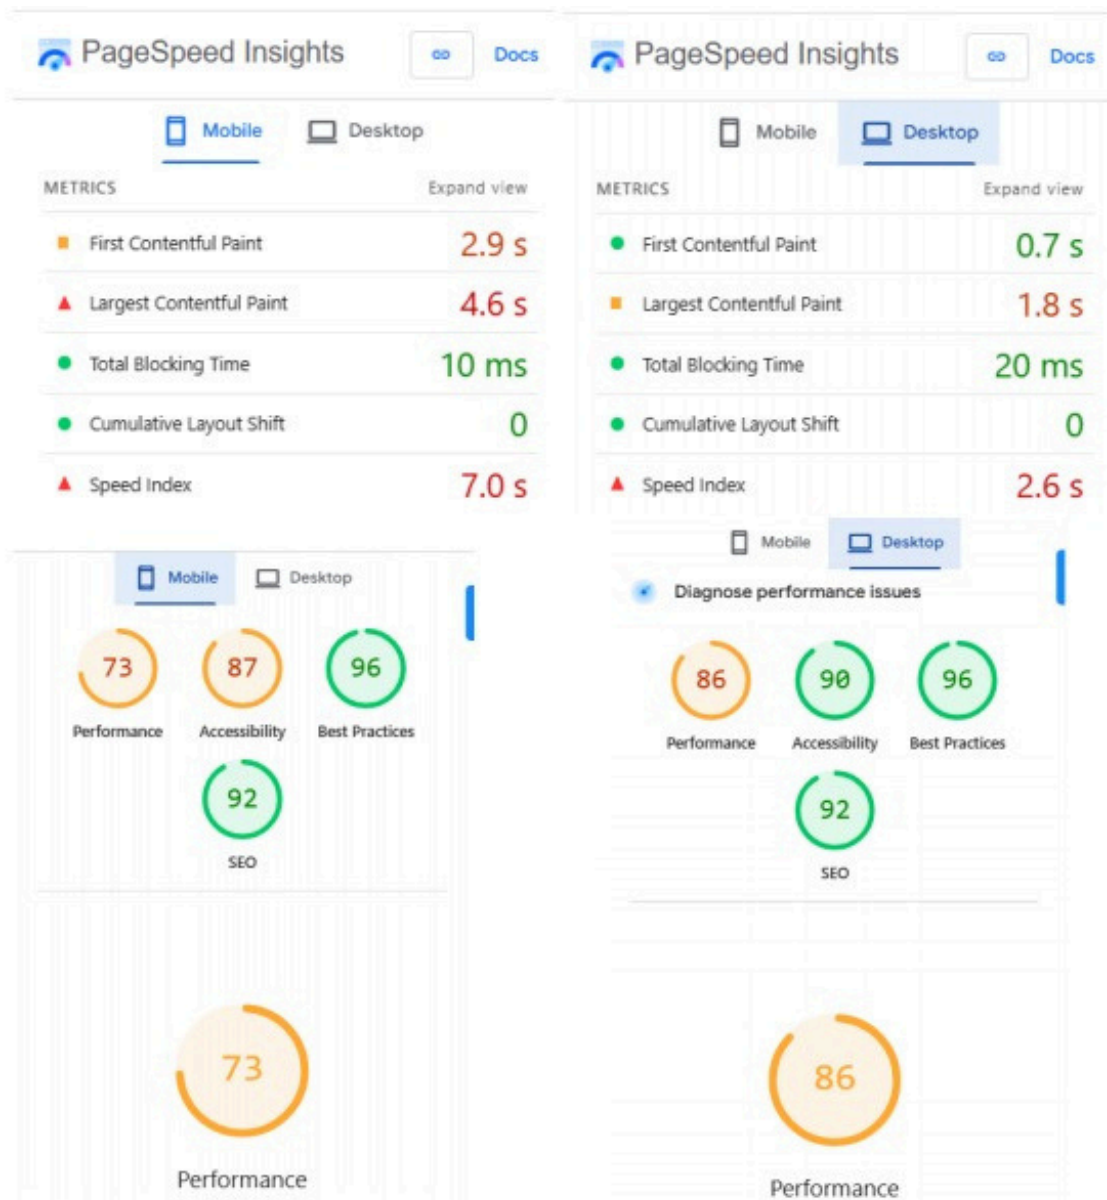 PageSpeed Insights
Docs
Mobile
Desktop
METRICS
Expand view
First Contentful Paint
2.9 s
Largest Contentful Paint
4.6 s
Total Blocking Time
10 ms
Cumulative Layout Shift
0
Speed Index
7.0 s
PageSpeed Insights
Docs
Mobile
Desktop
METRICS
Expand view
First Contentful Paint
0.7 s
Largest Contentful Paint
1.8 s
Total Blocking Time
20 ms
Cumulative Layout Shift
0
Speed Index
2.6 s
Mobile
Desktop
73
87
96
Performance
Accessibility
Best Practices
92
SEO
73
Performance
Mobile
Desktop
Diagnose performance issues
86
90
96
Performance
Accessibility
Best Practices
92
SEO
86
Performance